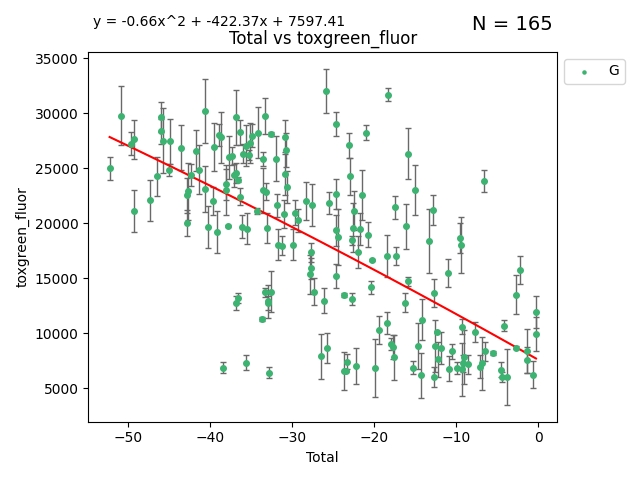 y = -0.66x^2 + -422.37x + 7597.41
N = 165
Total vs toxgreen_fluor
G
35000
30000
25000
20000
15000
10000
5000
toxgreen_fluor
−50 −40 −30 −20 −10 0
Total